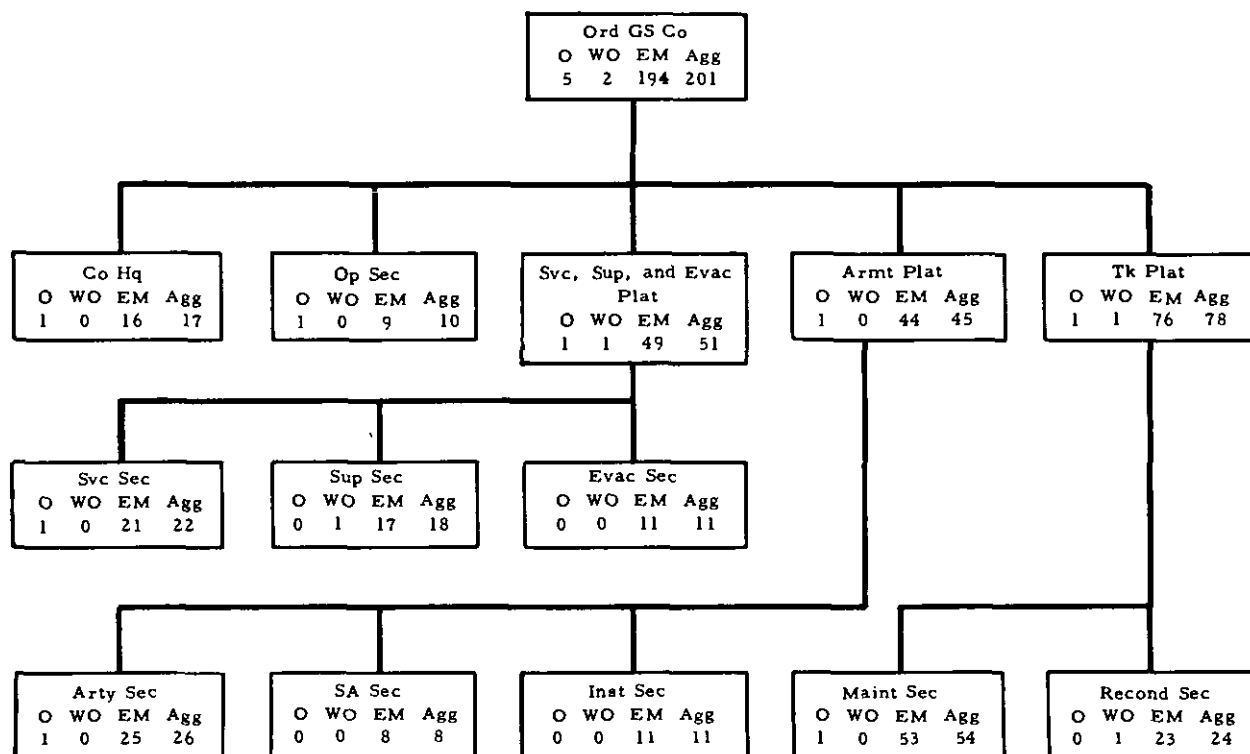 Ord GS Co
O WO EM Agg
5 2 194 201
Co Hq
O WO EM Agg
1 0 16 17
Op Sec
O WO EM Agg
1 0 9 10
Svc, Sup, and Evac
Plat
O WO EM Agg
1 1 49 51
Armt Plat
O WO EM Agg
1 0 44 45
Tk Plat
O WO EM Agg
1 1 76 78
Svc Sec
O WO EM Agg
1 0 21 22
Sup Sec
O WO EM Agg
0 1 17 18
Evac Sec
O WO EM Agg
0 0 11 11
Arty Sec
O WO EM Agg
1 0 25 26
SA Sec
O WO EM Agg
0 0 8 8
Inst Sec
O WO EM Agg
0 0 11 11
Maint Sec
O WO EM Agg
1 0 53 54
Recond Sec
O WO EM Agg
0 1 23 24